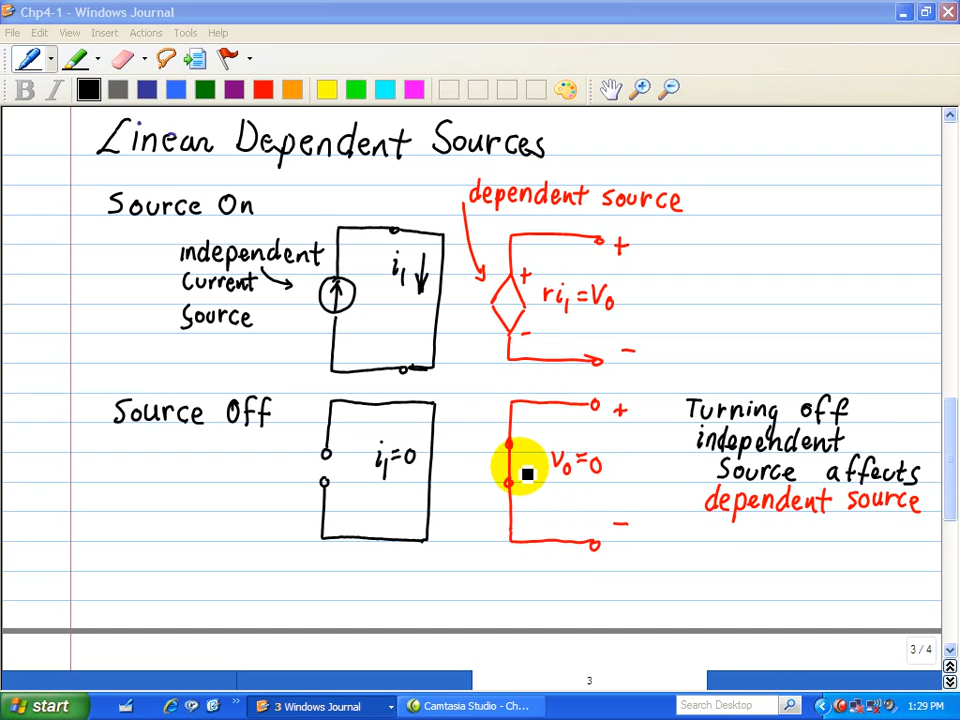 Chp4-1 - Windows Journal
File Edit View Insert Actions Tools Help
B I
Linear Dependent Sources
Source On
dependent source
independent
current
source
i1
+
+
ri1 = V0
-
-
Source Off
i1=0
+
v0=0
-
Turning off
independent
source affects
dependent source
3 / 4
3
start
3 Windows Journal
Camtasia Studio - Ch...
Search Desktop
1:29 PM